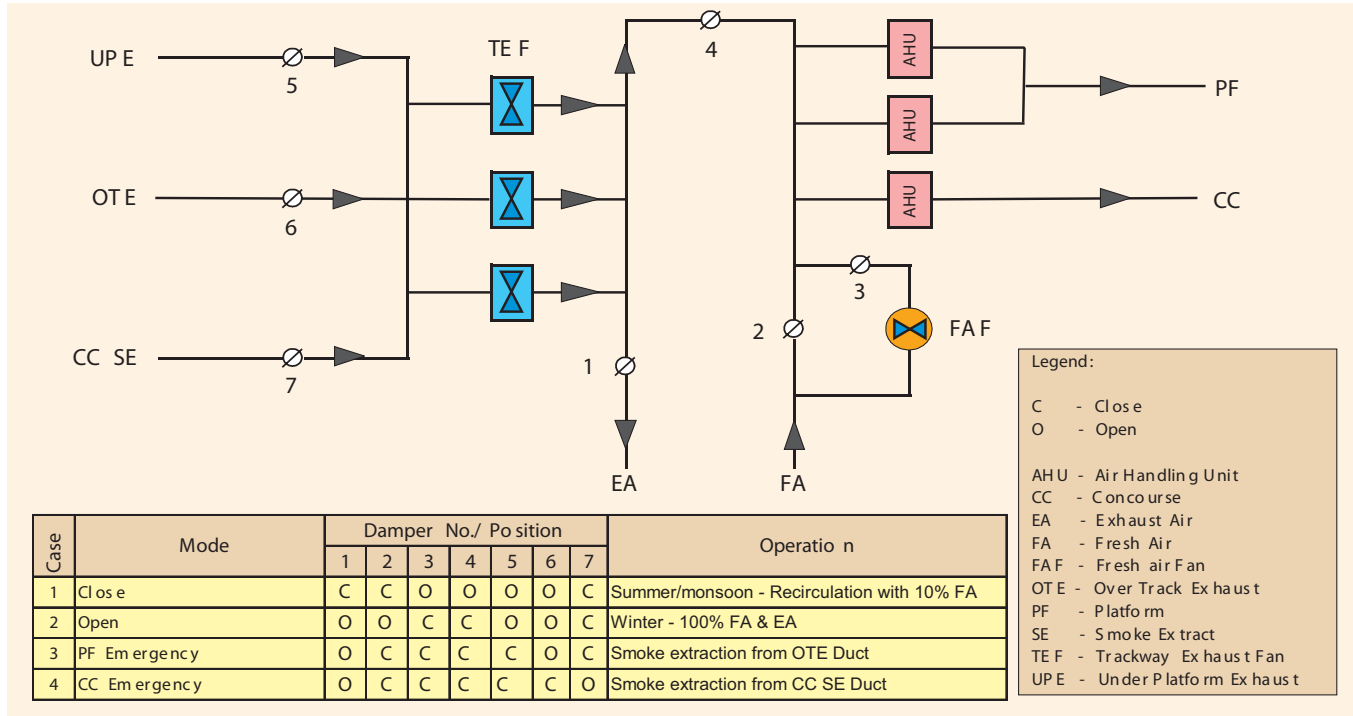 UPE
5
TEF
4
AHU
PF
AHU
OTE
6
AHU
CC
3
2
FAF
CC SE
7
1
EA
FA
Legend:
C - Close
O - Open
AHU - Air Handling Unit
CC - Concourse
EA - Exhaust Air
FA - Fresh Air
FAF - Fresh air Fan
OTE - Over Track Exhaust
PF - Platform
SE - Smoke Extract
TEF - Trackway Exhaust Fan
UPE - Under Platform Exhaust
Case Mode Damper No./ Position Operation
1 2 3 4 5 6 7
1 Close C C O O O O C Summer/monsoon - Recirculation with 10% FA
2 Open O O C C O O C Winter - 100% FA & EA
3 PF Emergency O C C C C O C Smoke extraction from OTE Duct
4 CC Emergency O C C C C C O Smoke extraction from CC SE Duct